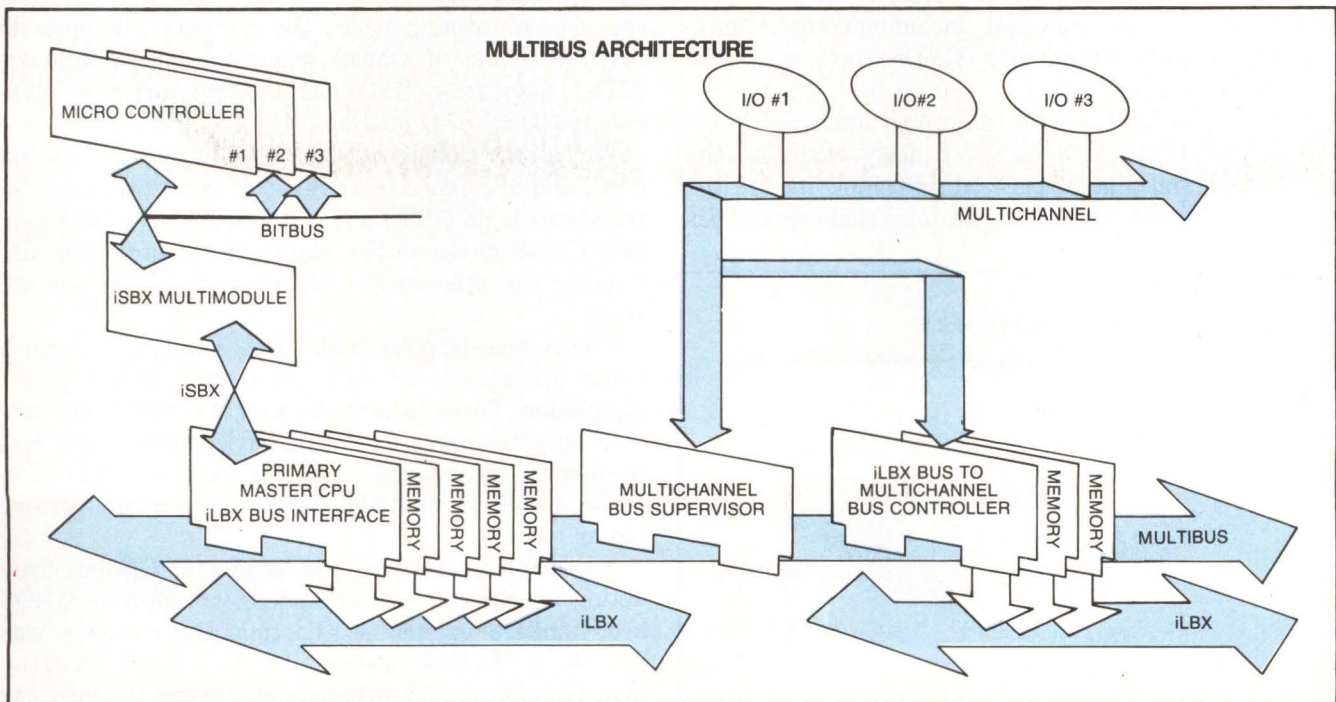 MULTIBUS ARCHITECTURE
MICRO CONTROLLER
#1
#2
#3
BITBUS
iSBX MULTIMODULE
iSBX
I/O #1
I/O#2
I/O #3
MULTICHANNEL
PRIMARY
MASTER CPU
iLBX BUS INTERFACE
MEMORY
MEMORY
MEMORY
MEMORY
MULTICHANNEL
BUS SUPERVISOR
iLBX BUS TO
MULTICHANNEL
BUS CONTROLLER
MEMORY
MEMORY
MULTIBUS
iLBX
iLBX